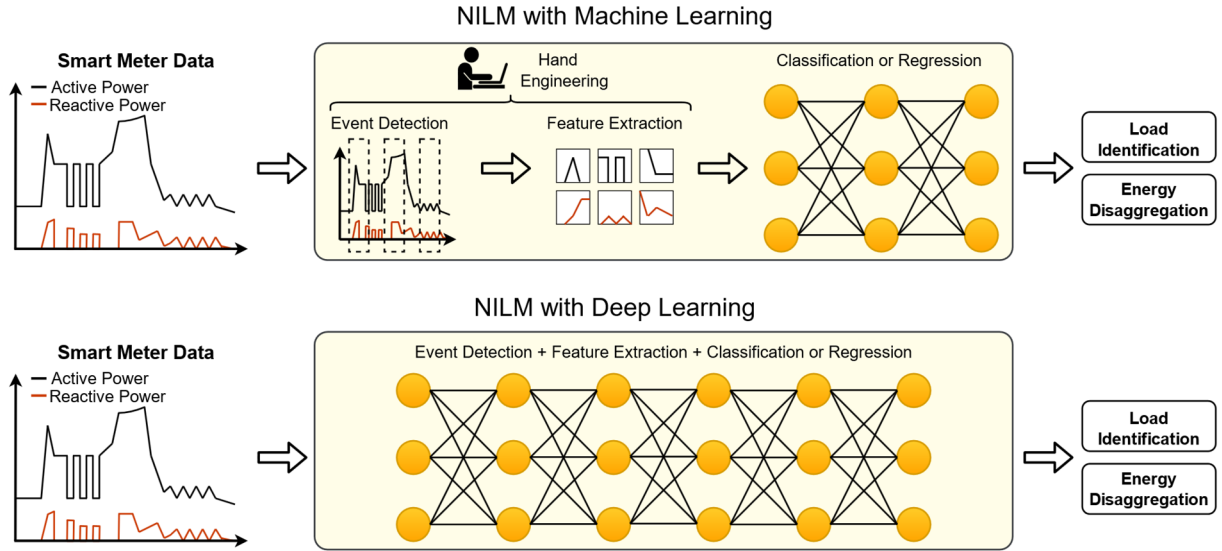 NILM with Machine Learning
Smart Meter Data
Active Power
Reactive Power
Hand
Engineering
Event Detection
Feature Extraction
Classification or Regression
Load
Identification
Energy
Disaggregation
NILM with Deep Learning
Smart Meter Data
Active Power
Reactive Power
Event Detection + Feature Extraction + Classification or Regression
Load
Identification
Energy
Disaggregation